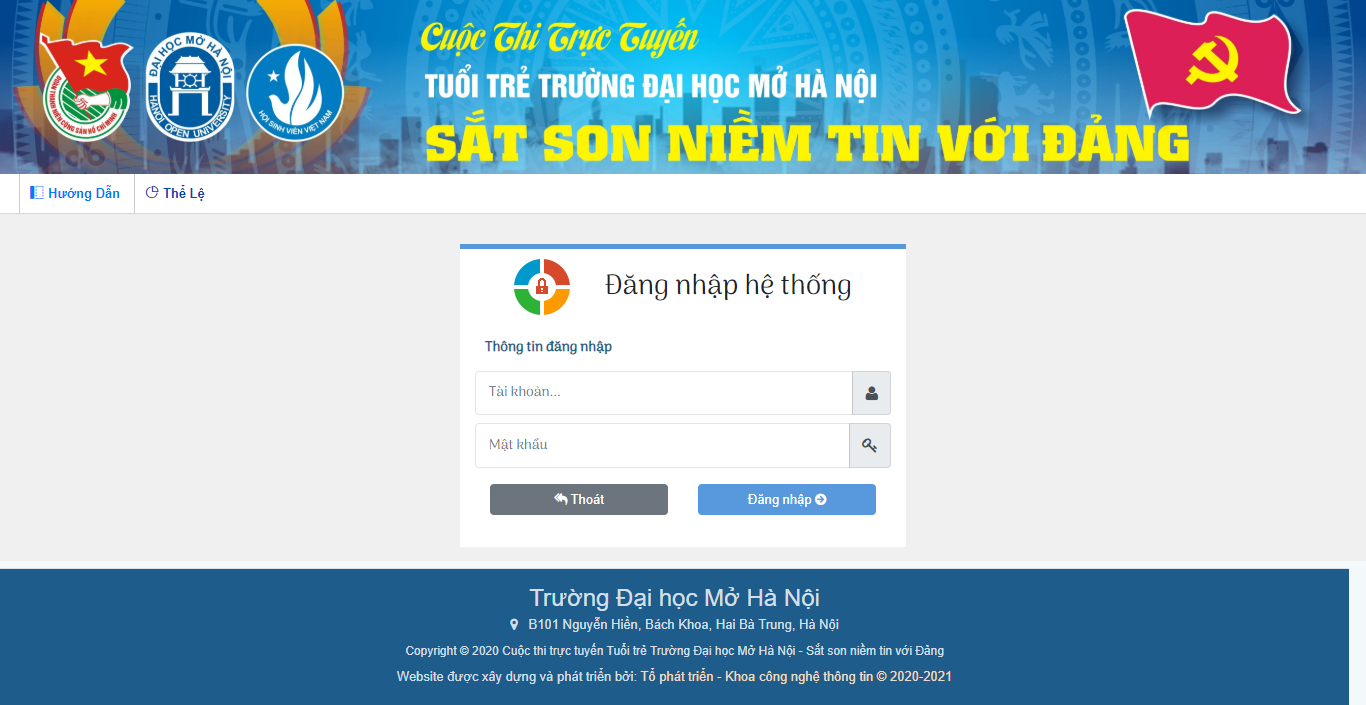 ĐOÀN THANH NIÊN CỘNG SẢN HỒ CHÍ MINH
ĐẠI HỌC MỞ HÀ NỘI
HANOI OPEN UNIVERSITY
HỘI SINH VIÊN VIỆT NAM
Cuộc Thi Trực Tuyến
TUỔI TRẺ TRƯỜNG ĐẠI HỌC MỞ HÀ NỘI
SẮT SON NIỀM TIN VỚI ĐẢNG
Hướng Dẫn
Thể Lệ
Đăng nhập hệ thống
Thông tin đăng nhập
Tài khoản...
Mật khẩu
Thoát
Đăng nhập
Trường Đại học Mở Hà Nội
B101 Nguyễn Hiền, Bách Khoa, Hai Bà Trung, Hà Nội
Copyright © 2020 Cuộc thi trực tuyến Tuổi trẻ Trường Đại học Mở Hà Nội - Sắt son niềm tin với Đảng
Website được xây dựng và phát triển bởi: Tổ phát triển - Khoa công nghệ thông tin © 2020-2021